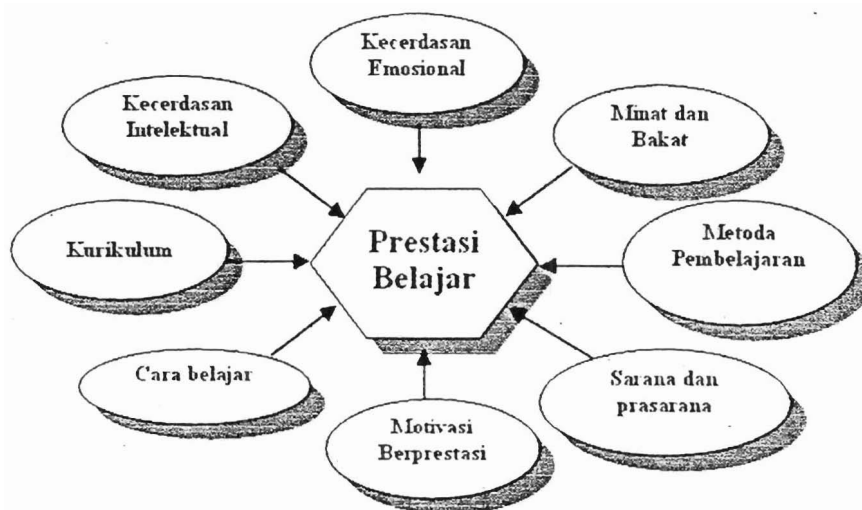 Kecerdasan
Emosional
Kecerdasan
Intelektual
Minat dan
Bakat
Kurikulum
Prestasi
Belajar
Metoda
Pembelajaran
Cara belajar
Sarana dan
prasarana
Motivasi
Berprestasi